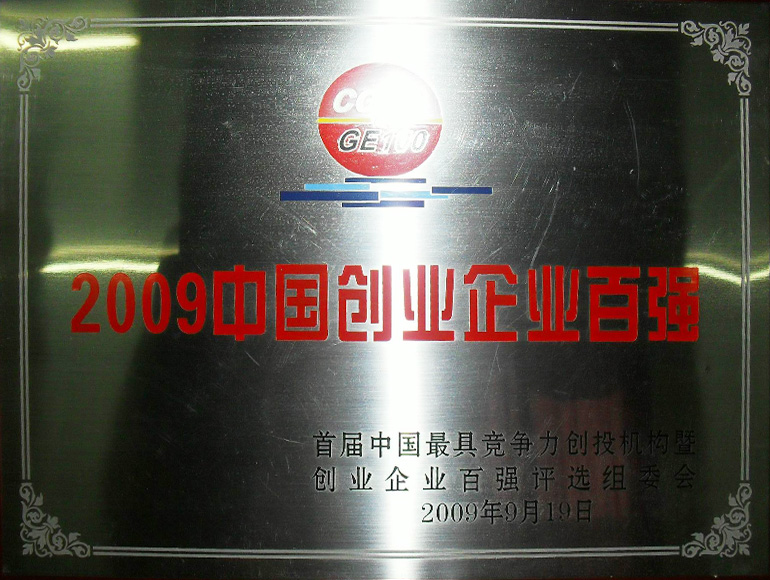 GE100
2009中国创业企业百强
首届中国最具竞争力创投机构暨
创业企业百强评选组委会
2009年9月19日